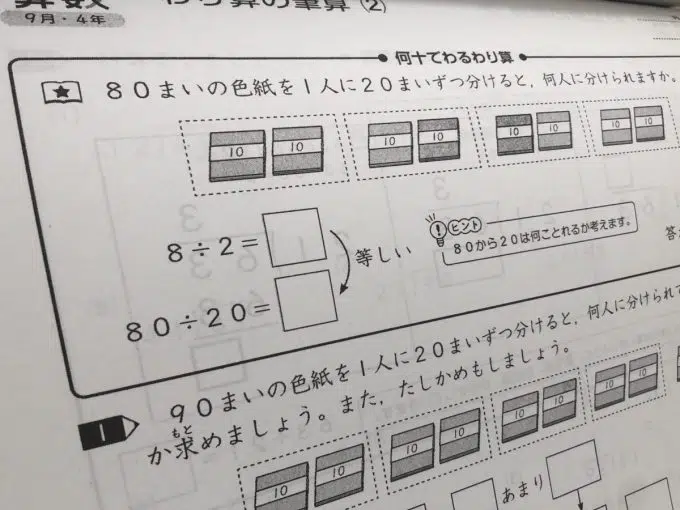 算数 わり算の筆算 (2)
9月・4年
● 何十でわるわり算 ●
★ 80まいの色紙を1人に20まいずつ分けると, 何人に分けられますか。
10 10 10 10 10 10 10 10
8÷2=
等しい
ヒント
80から20は何ことれるか考えます。
答
80÷20=
90まいの色紙を1人に20まいずつ分けると, 何人に分けられて
1
もと
か求めましょう。また, たしかめもしましょう。
10 10 10 10 10 10 10 10
あまり